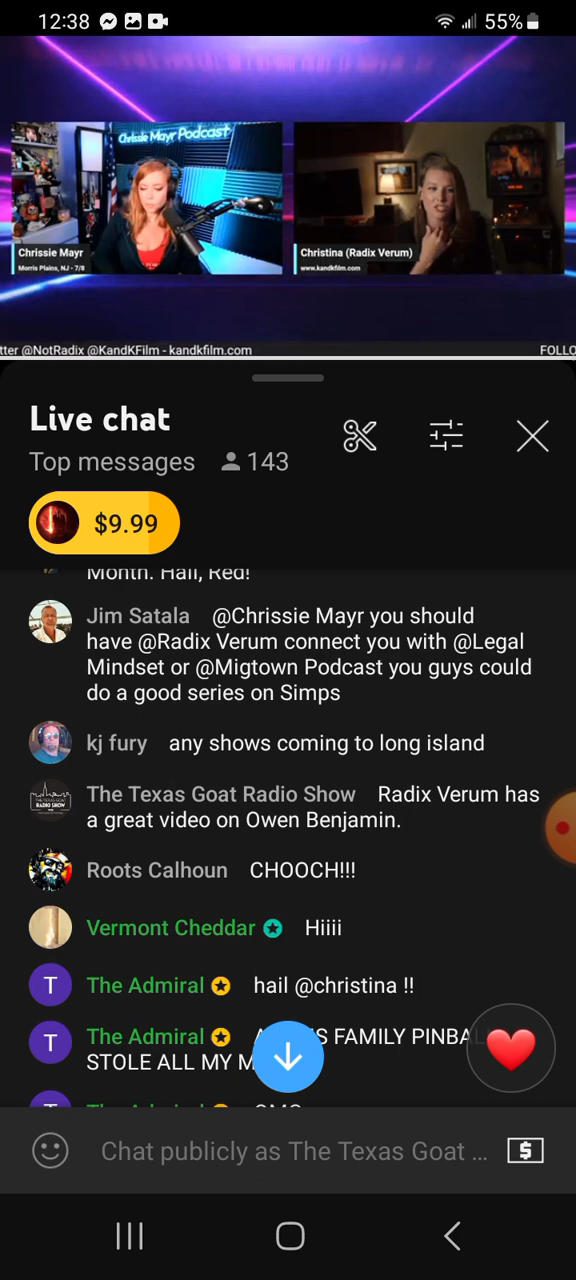 12:38
55%
Chrissie Mayr Podcast
Chrissie Mayr
Morris Plains, NJ - 7/8
Christina (Radix Verum)
www.kandkfilm.com
tter @NotRadix @KandKFilm - kandkfilm.com
FOLLO
Live chat
Top messages 143
$9.99
Month. Hail, Red!
Jim Satala @Chrissie Mayr you should
have @Radix Verum connect you with @Legal
Mindset or @Migtown Podcast you guys could
do a good series on Simps
kj fury any shows coming to long island
The Texas Goat Radio Show Radix Verum has
a great video on Owen Benjamin.
Roots Calhoun CHOOCH!!!
Vermont Cheddar Hiiii
T
The Admiral hail @christina !!
T
The Admiral S FAMILY PINBAL
STOLE ALL MY M
The Admiral OMG
Chat publicly as The Texas Goat ...
$